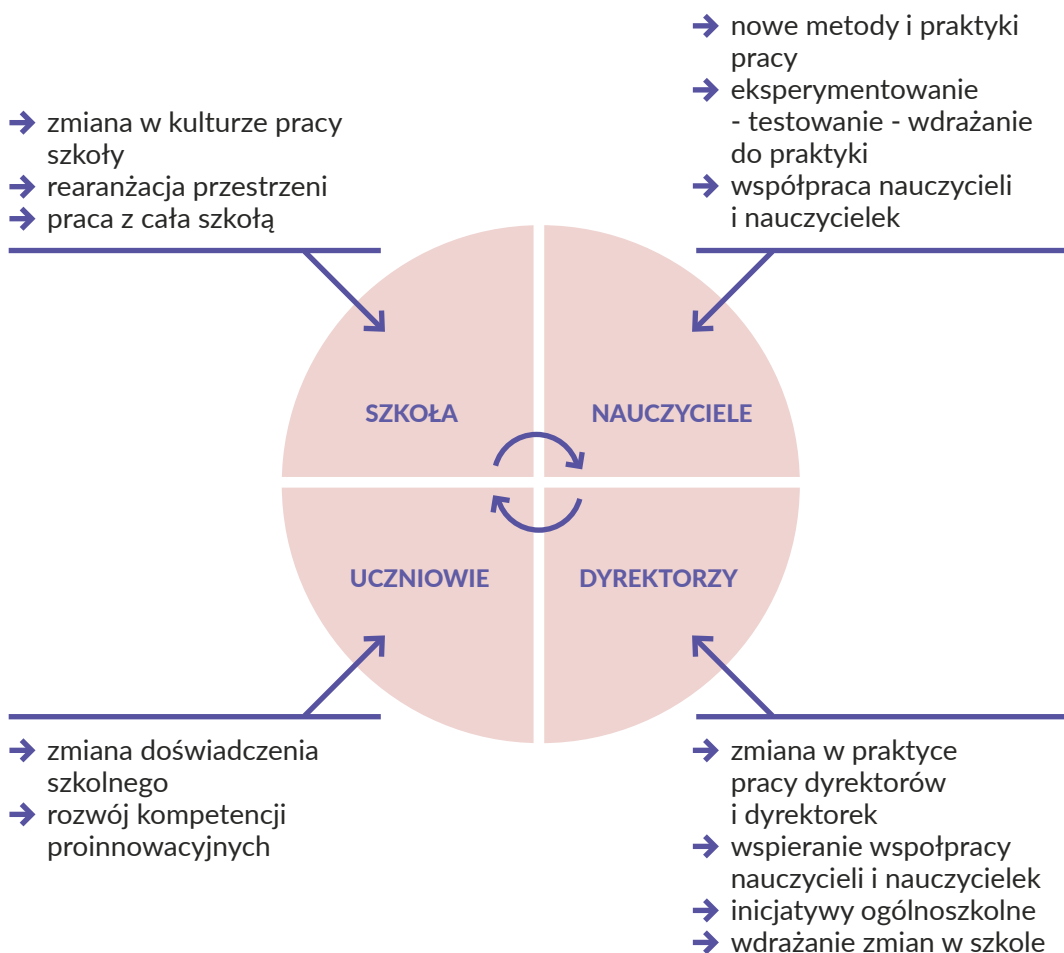 zmiana w kulturze pracy
szkoły
rearanżacja przestrzeni
praca z cała szkołą
nowe metody i praktyki
pracy
eksperymentowanie
- testowanie - wdrażanie
do praktyki
współpraca nauczycieli
i nauczycielek
SZKOŁA
NAUCZYCIELE
UCZNIOWIE
DYREKTORZY
zmiana doświadczenia
szkolnego
rozwój kompetencji
proinnowacyjnych
zmiana w praktyce
pracy dyrektorów
i dyrektorek
wspieranie wspołpracy
nauczycieli i nauczycielek
inicjatywy ogólnoszkolne
wdrażanie zmian w szkole